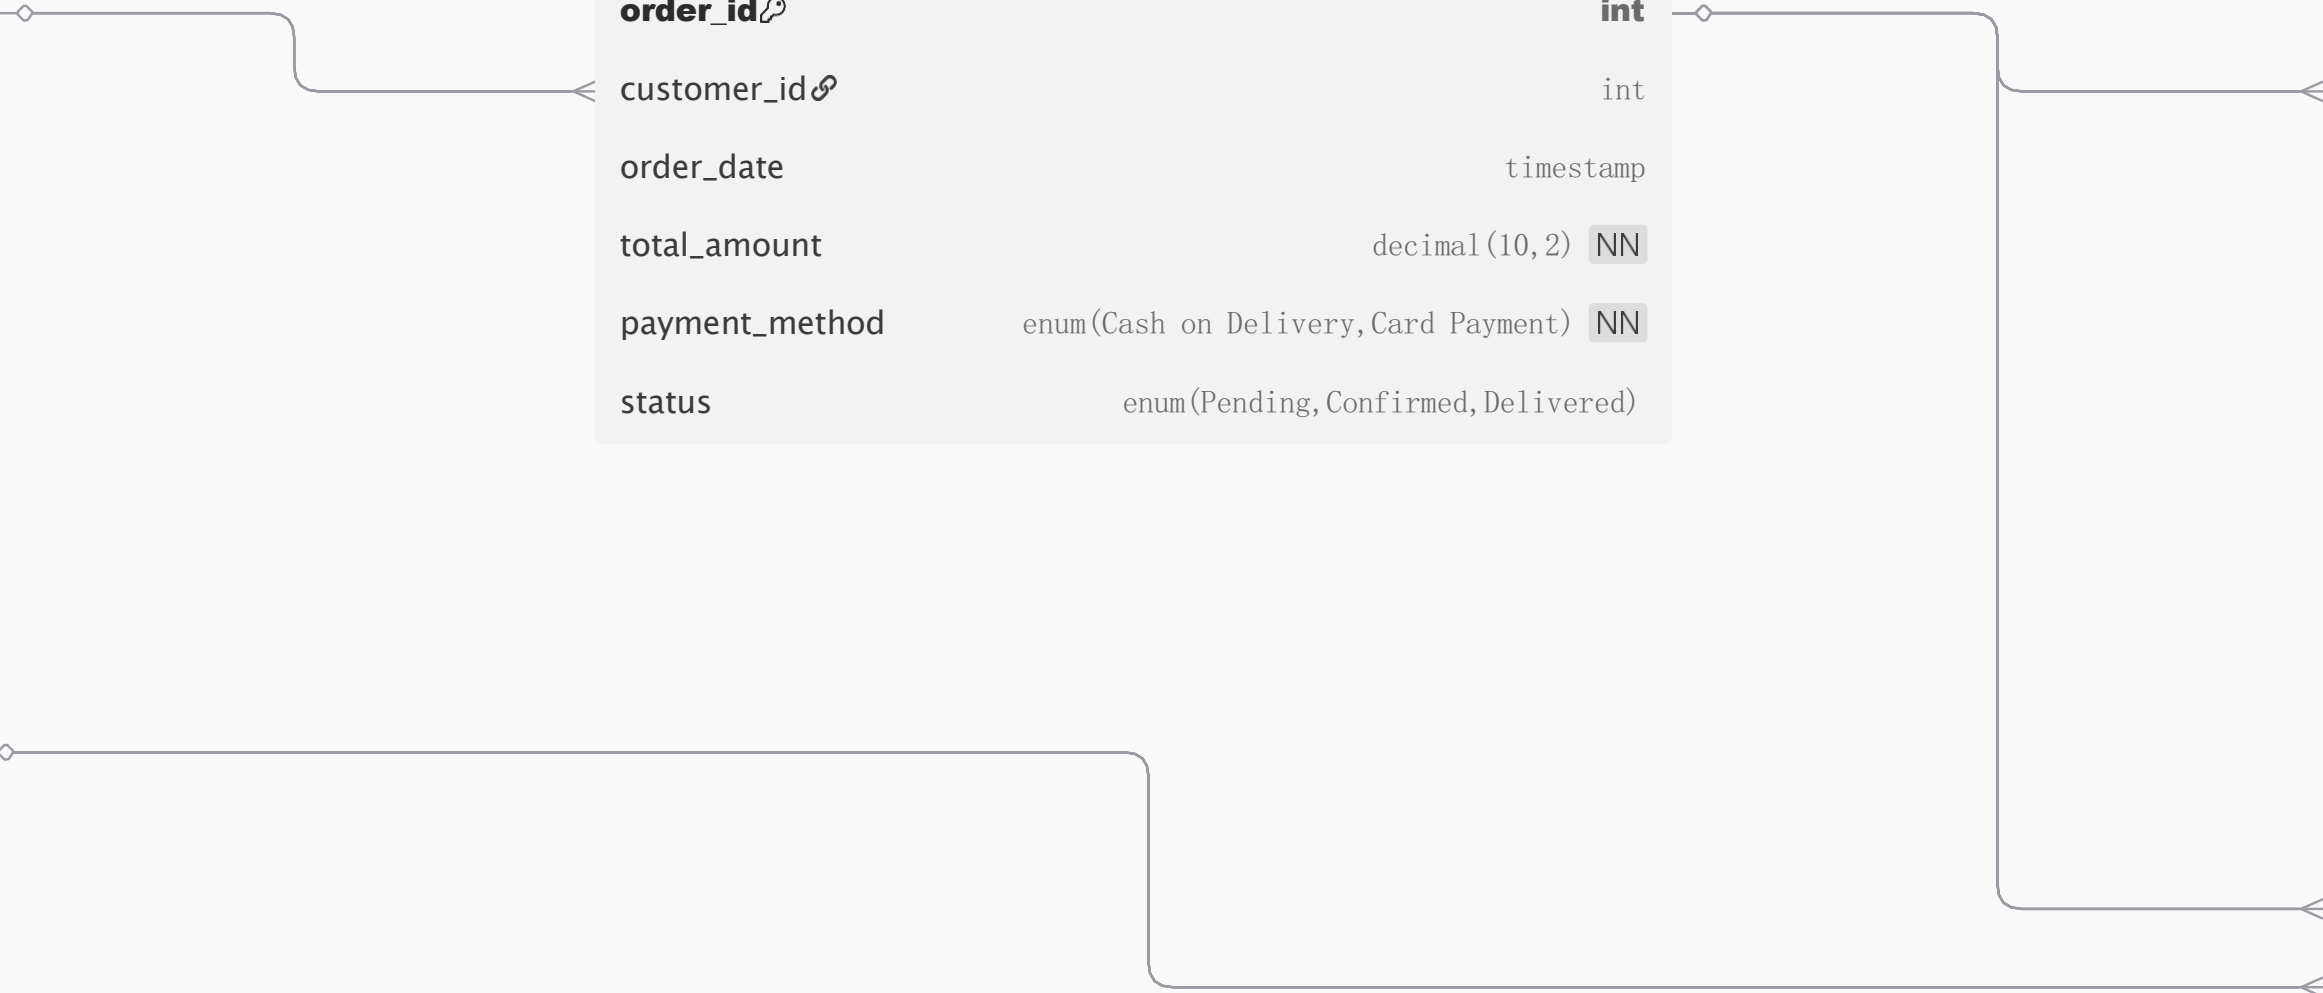 order_id int
customer_id int
order_date timestamp
total_amount decimal(10,2) NN
payment_method enum(Cash on Delivery,Card Payment) NN
status enum(Pending,Confirmed,Delivered)